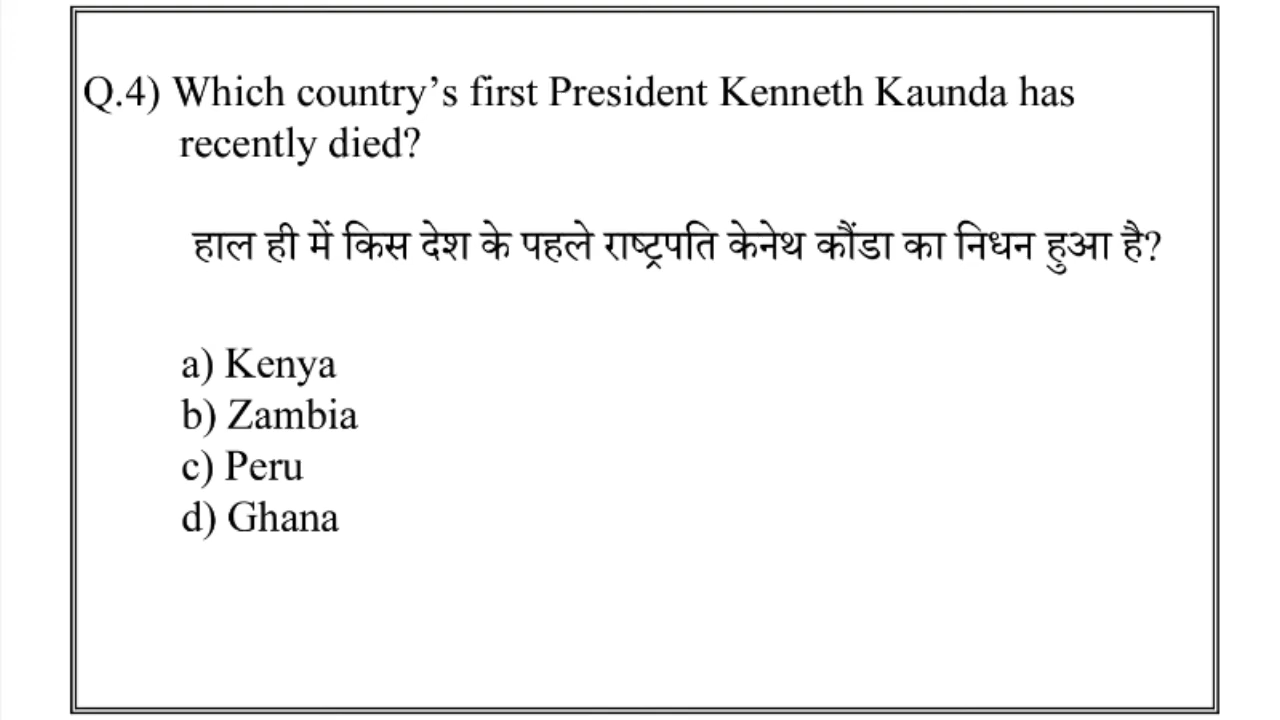 Q.4) Which country’s first President Kenneth Kaunda has
recently died?
हाल ही में किस देश के पहले राष्ट्रपति केनेथ कौंडा का निधन हुआ है?
a) Kenya
b) Zambia
c) Peru
d) Ghana